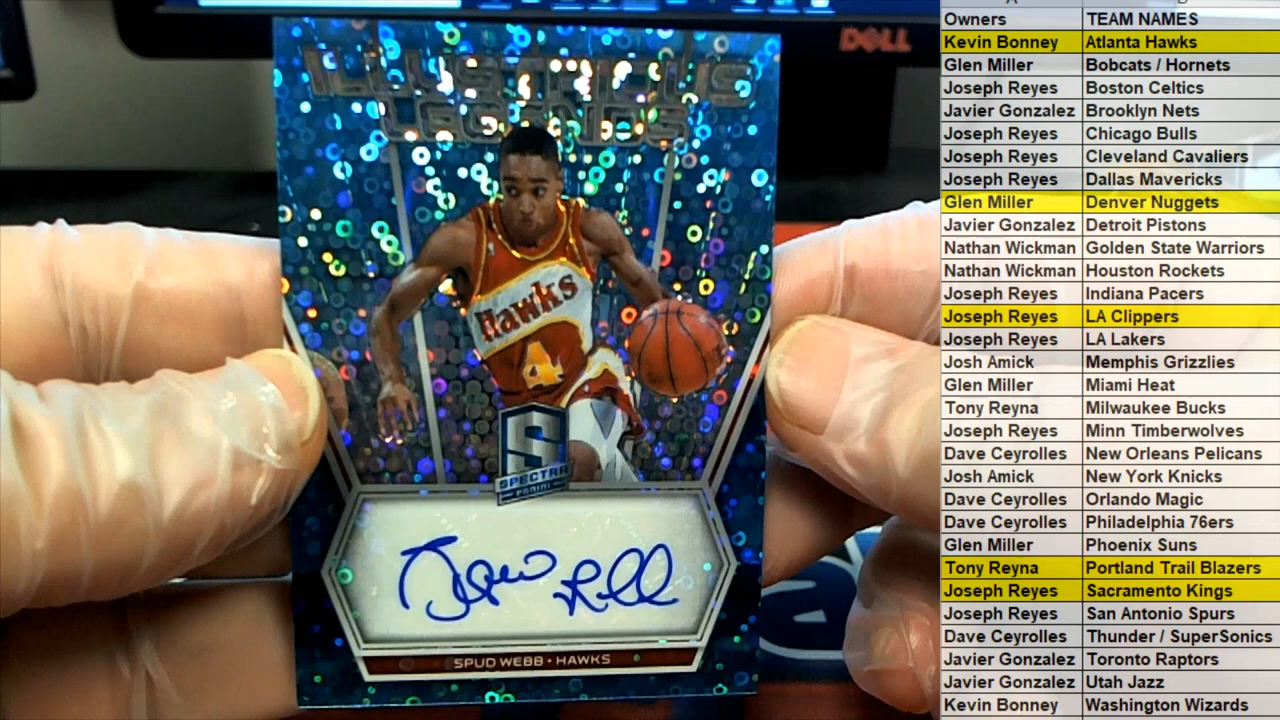 DELL
ILLUSTRIOUS
LEGENDS
Hawks
4
S
SPECTRA
PANINI
SPUD WEBB • HAWKS
Owners TEAM NAMES
Kevin Bonney Atlanta Hawks
Glen Miller Bobcats / Hornets
Joseph Reyes Boston Celtics
Javier Gonzalez Brooklyn Nets
Joseph Reyes Chicago Bulls
Joseph Reyes Cleveland Cavaliers
Joseph Reyes Dallas Mavericks
Glen Miller Denver Nuggets
Javier Gonzalez Detroit Pistons
Nathan Wickman Golden State Warriors
Nathan Wickman Houston Rockets
Joseph Reyes Indiana Pacers
Joseph Reyes LA Clippers
Joseph Reyes LA Lakers
Josh Amick Memphis Grizzlies
Glen Miller Miami Heat
Tony Reyna Milwaukee Bucks
Joseph Reyes Minn Timberwolves
Dave Ceyrolles New Orleans Pelicans
Josh Amick New York Knicks
Dave Ceyrolles Orlando Magic
Dave Ceyrolles Philadelphia 76ers
Glen Miller Phoenix Suns
Tony Reyna Portland Trail Blazers
Joseph Reyes Sacramento Kings
Joseph Reyes San Antonio Spurs
Dave Ceyrolles Thunder / SuperSonics
Javier Gonzalez Toronto Raptors
Javier Gonzalez Utah Jazz
Kevin Bonney Washington Wizards